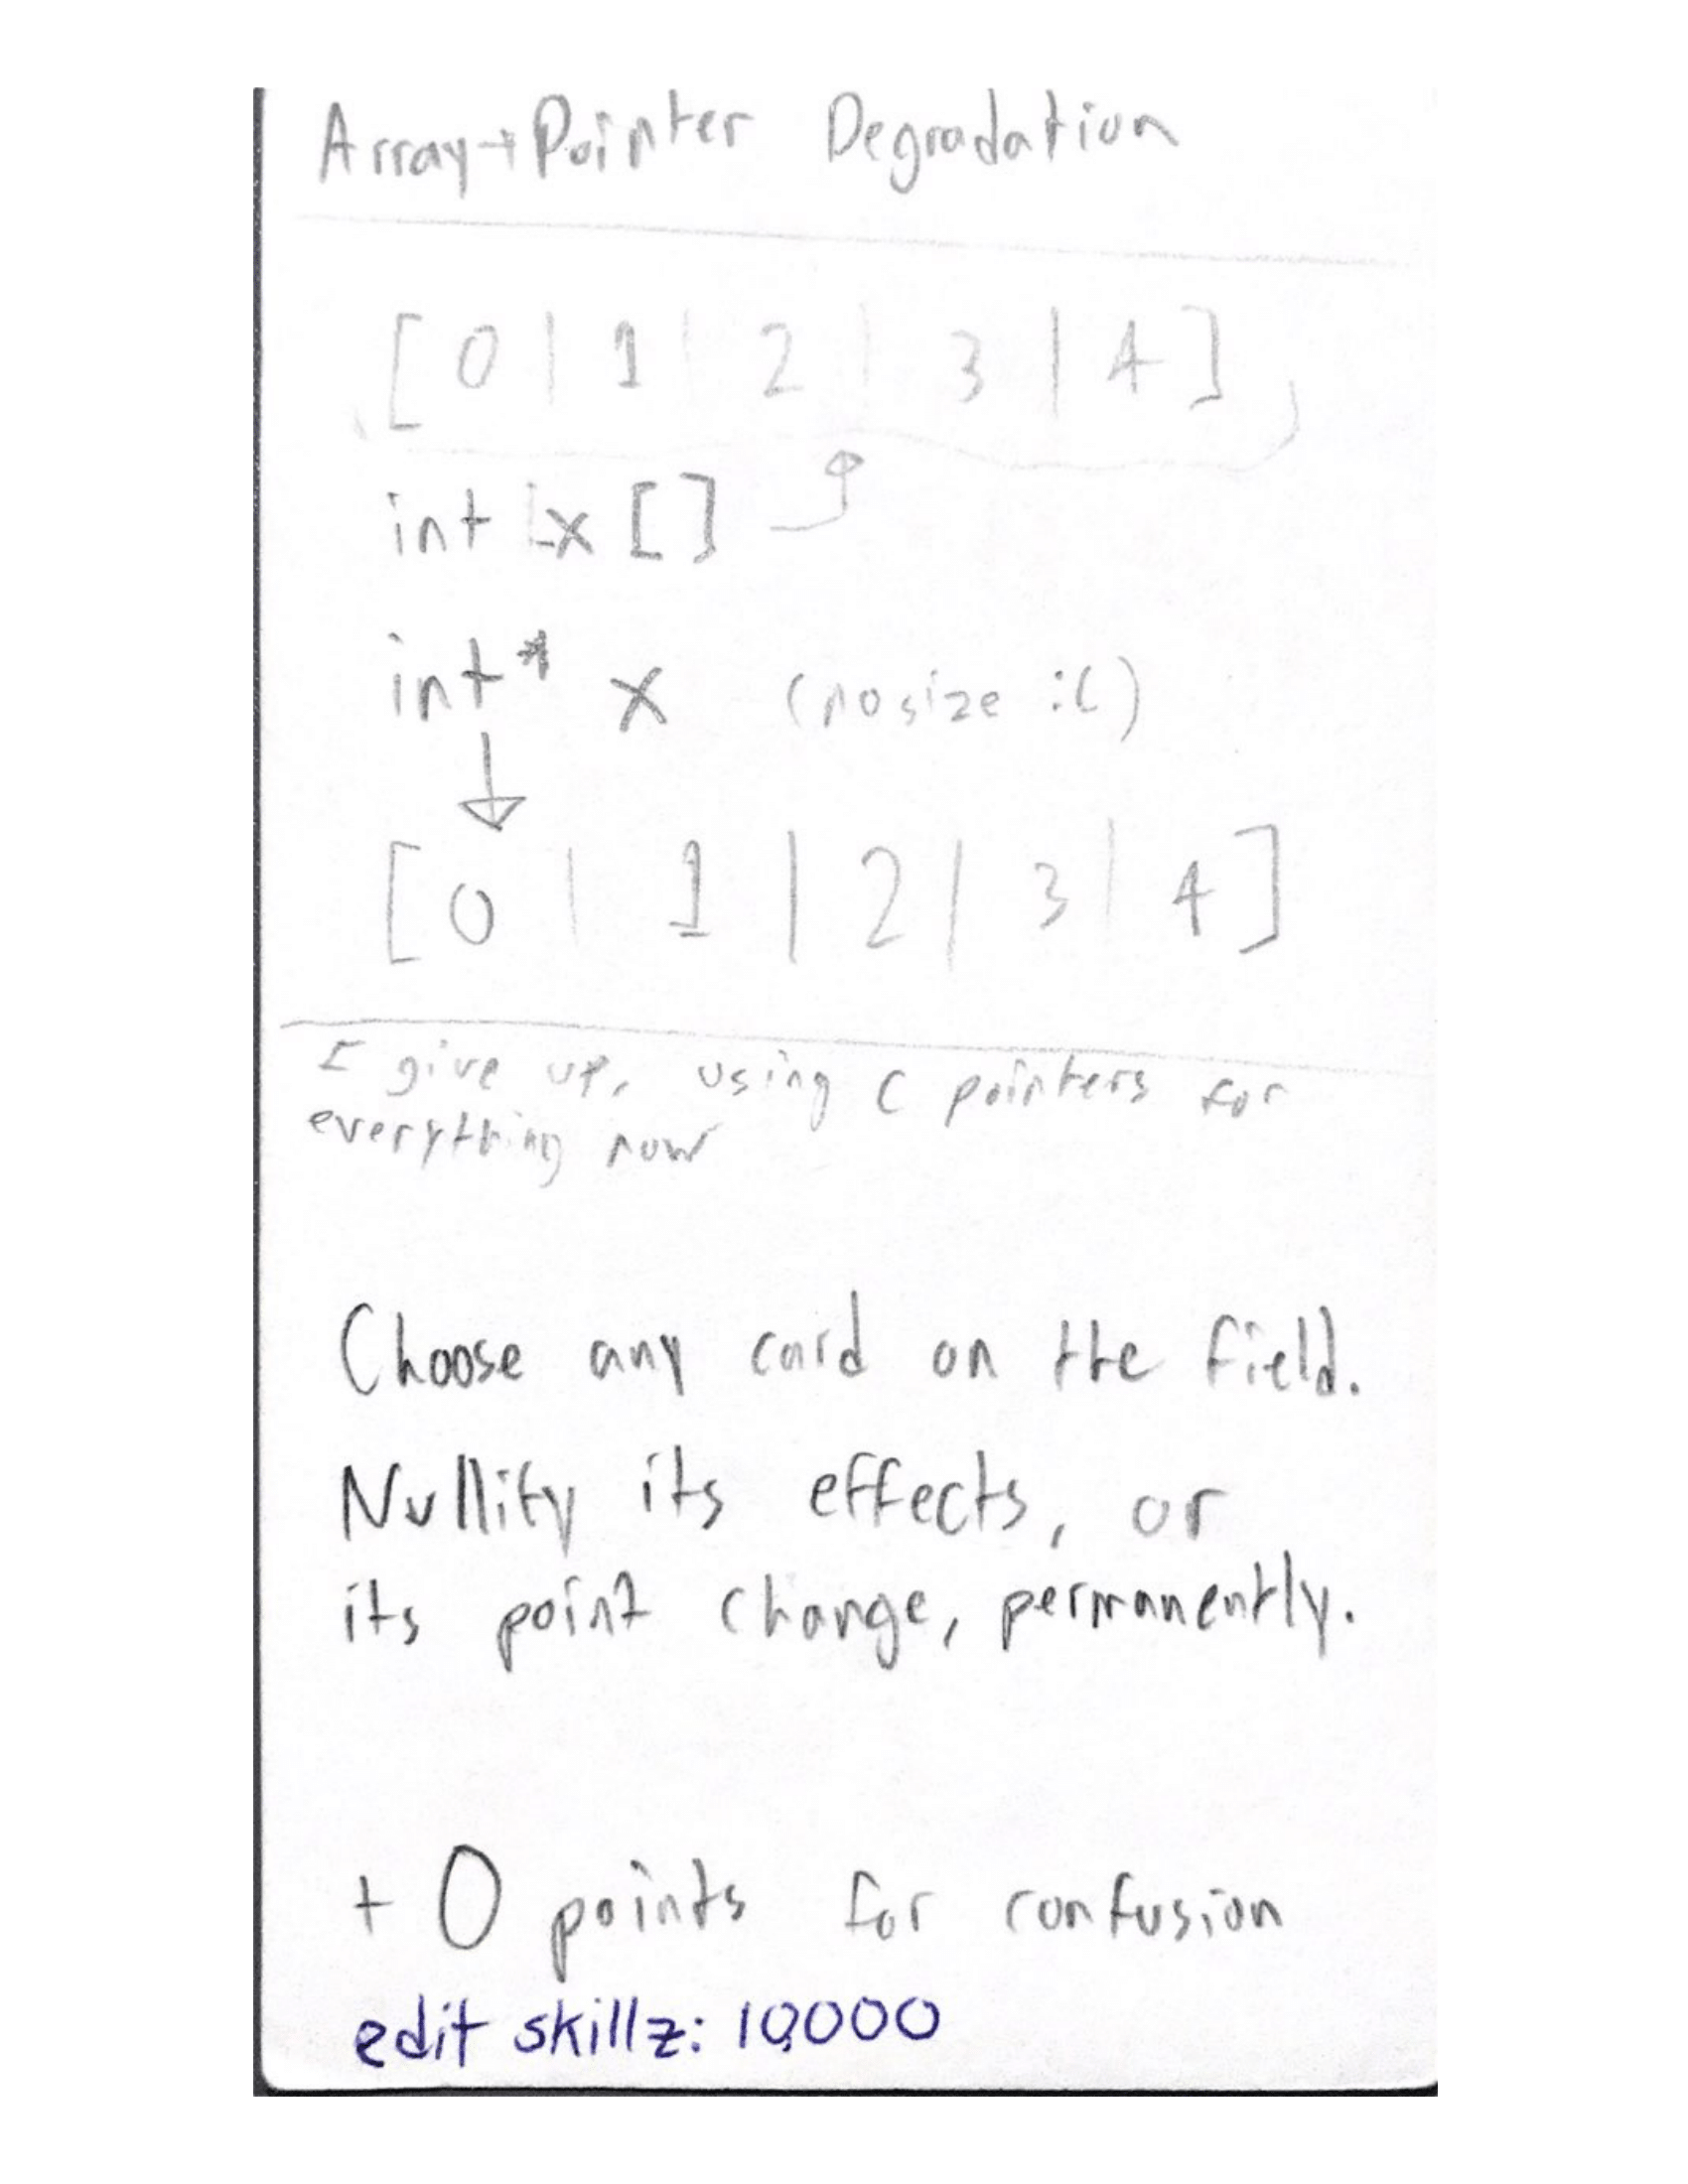 Array→Pointer Degradation
[ 0 | 1 | 2 | 3 | 4 ]
int x []
int* x (no size :()
[ 0 | 1 | 2 | 3 | 4 ]
I give up, using C pointers for
everything now
Choose any card on the field.
Nullify its effects, or
its point change, permanently.
+ 0 points for confusion
edit skillz: 10,000